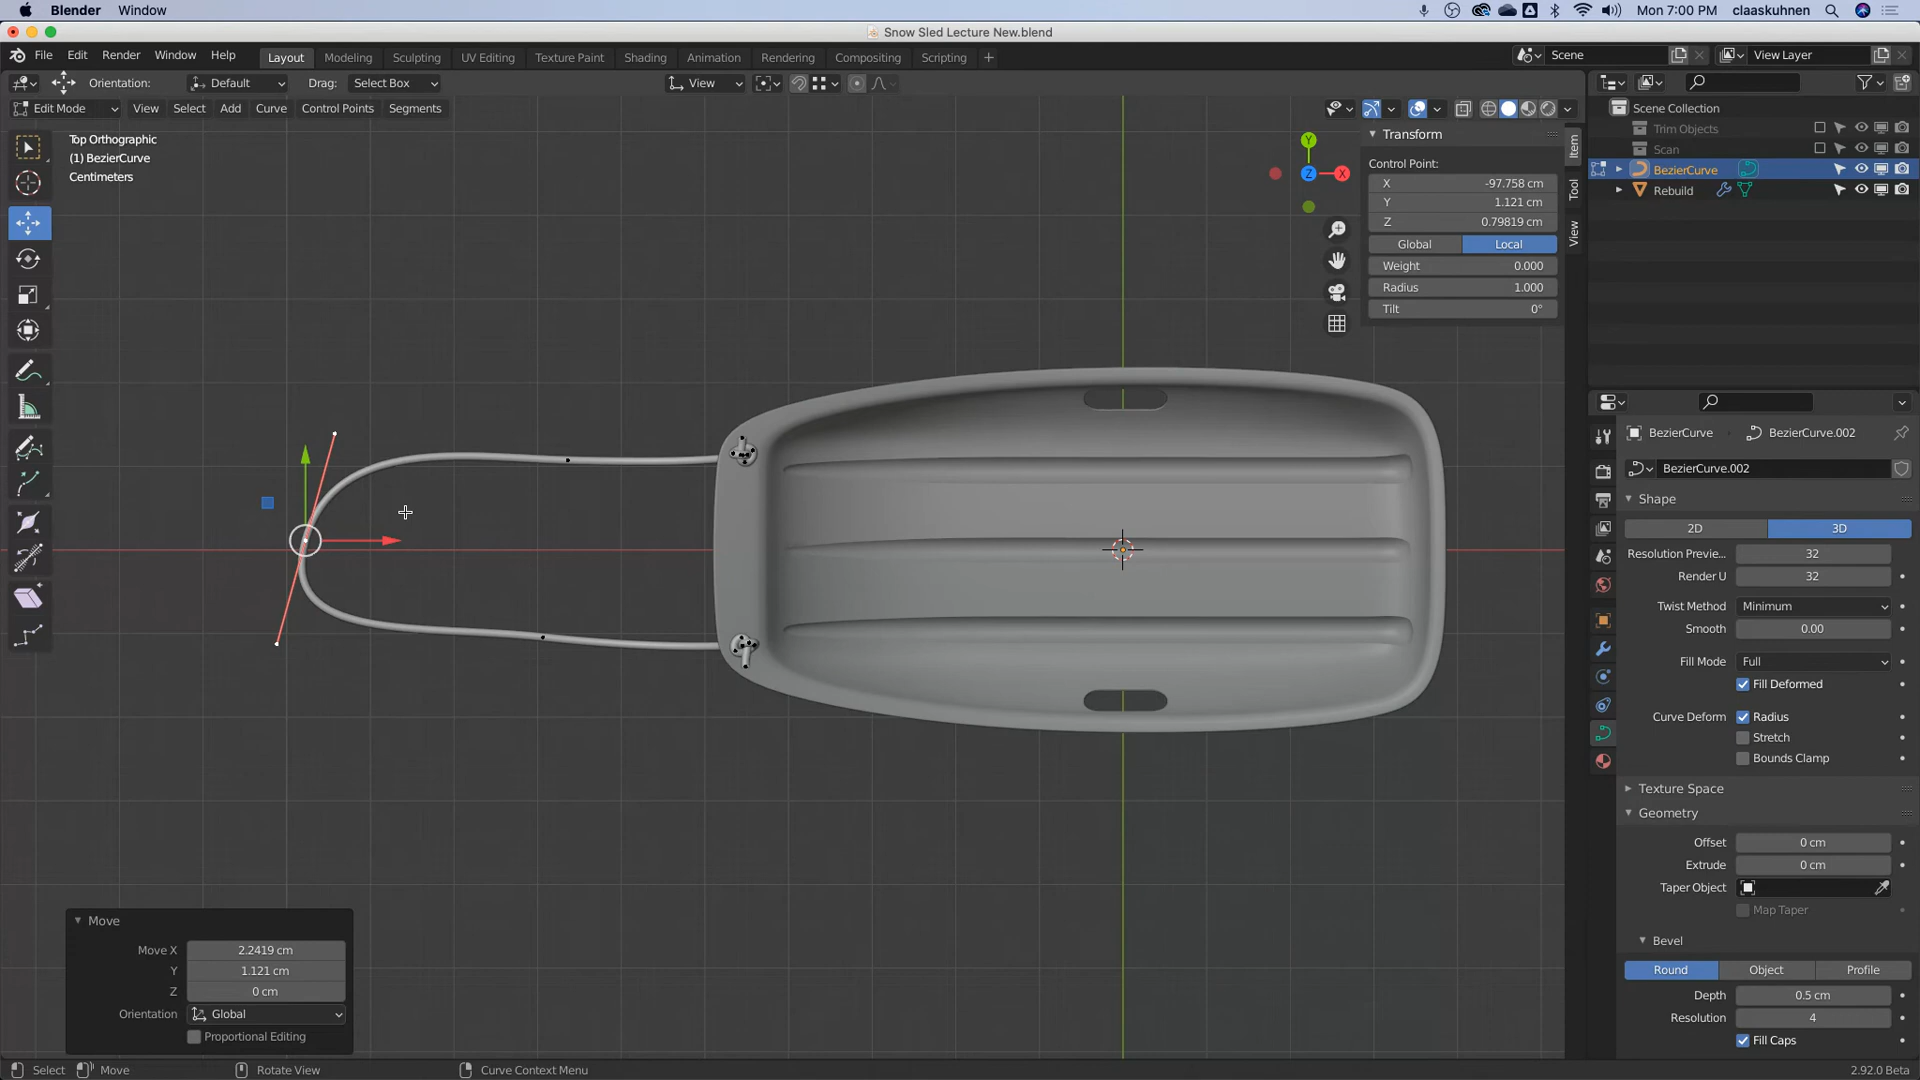 Blender Window
Mon 7:00 PM claaskuhnen
Snow Sled Lecture New.blend
File Edit Render Window Help
Layout Modeling Sculpting UV Editing Texture Paint Shading Animation Rendering Compositing Scripting +
Scene
View Layer
Orientation: Default Drag: Select Box
View
Edit Mode View Select Add Curve Control Points Segments
Top Orthographic
(1) BezierCurve
Centimeters
Y
Z
X
Transform
Control Point:
X -97.758 cm
Y 1.121 cm
Z 0.79819 cm
Global Local
Weight 0.000
Radius 1.000
Tilt 0°
Item
Tool
View
Scene Collection
Trim Objects
Scan
BezierCurve
Rebuild
BezierCurve BezierCurve.002
BezierCurve.002
Shape
2D 3D
Resolution Previe... 32
Render U 32
Twist Method Minimum
Smooth 0.00
Fill Mode Full
Fill Deformed
Curve Deform Radius
Stretch
Bounds Clamp
Texture Space
Geometry
Offset 0 cm
Extrude 0 cm
Taper Object
Map Taper
Bevel
Round Object Profile
Depth 0.5 cm
Resolution 4
Fill Caps
Move
Move X 2.2419 cm
Y 1.121 cm
Z 0 cm
Orientation Global
Proportional Editing
Select Move Rotate View Curve Context Menu
2.92.0 Beta